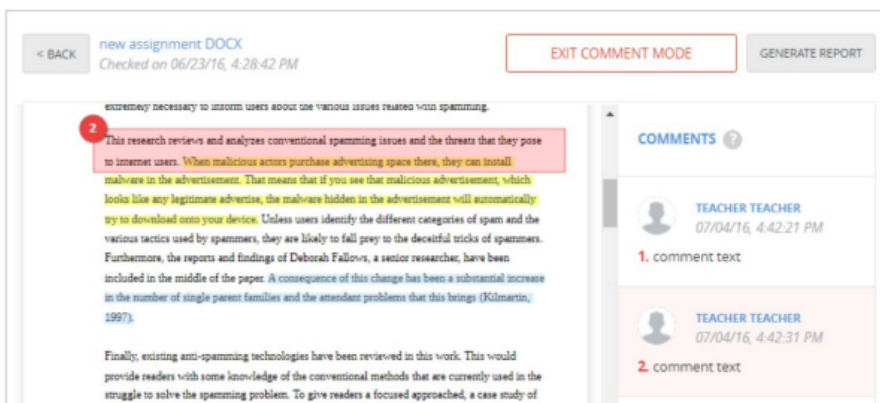 < BACK
new assignment DOCX
Checked on 06/23/16, 4:28:42 PM
EXIT COMMENT MODE
GENERATE REPORT
extremely necessary to inform users about the various issues related with spamming.
2
This research reviews and analyzes conventional spamming issues and the threats that they pose
to internet users. When malicious actors purchase advertising space there, they can install
malware in the advertisement. That means that if you see that malicious advertisement, which
looks like any legitimate advertise, the malware hidden in the advertisement will automatically
try to download onto your device. Unless users identify the different categories of spam and the
various tactics used by spammers, they are likely to fall prey to the deceitful tricks of spammers.
Furthermore, the reports and findings of Deborah Fallows, a senior researcher, have been
included in the middle of the paper. A consequence of this change has been a substantial increase
in the number of single parent families and the attendant problems that this brings (Kilmartin,
1997).
Finally, existing anti-spamming technologies have been reviewed in this work. This would
provide readers with some knowledge of the conventional methods that are currently used in the
struggle to solve the spamming problem. To give readers a focused approached, a case study of
COMMENTS ?
TEACHER TEACHER
07/04/16, 4:42:21 PM
1. comment text
TEACHER TEACHER
07/04/16, 4:42:31 PM
2. comment text